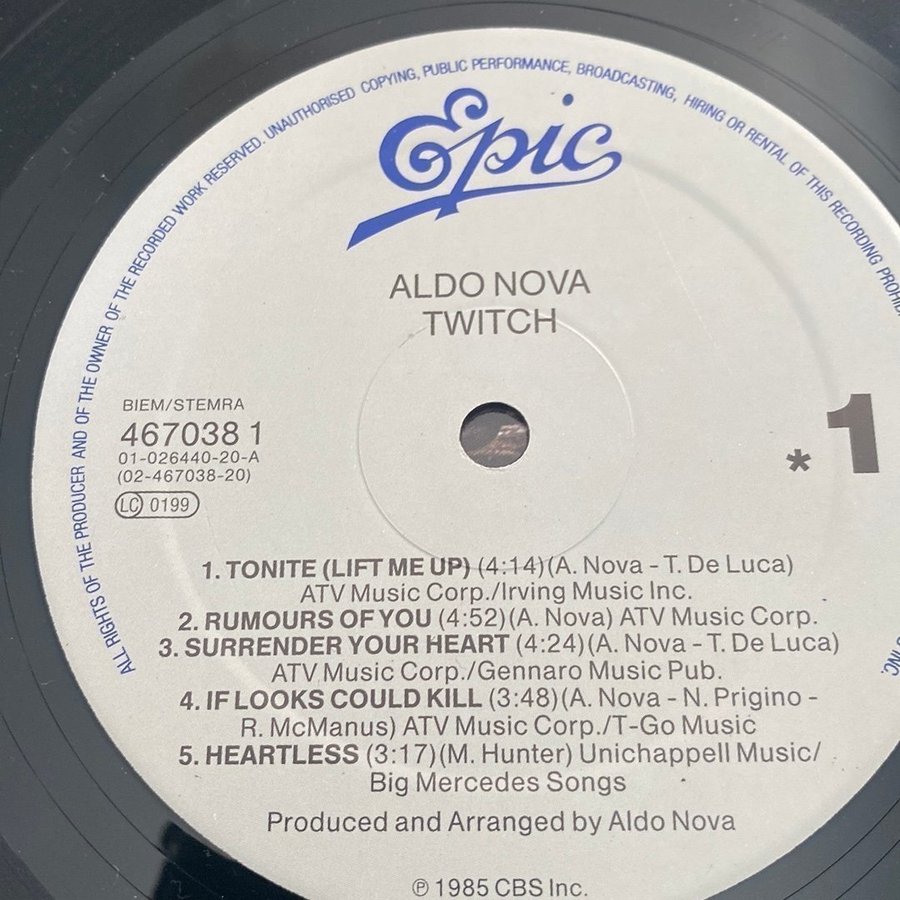 ALL RIGHTS OF THE PRODUCER AND OF THE OWNER OF THE RECORDED WORK RESERVED. UNAUTHORISED COPYING, PUBLIC PERFORMANCE, BROADCASTING, HIRING OR RENTAL OF THIS RECORDING
INC.
Epic
ALDO NOVA
TWITCH
BIEM/STEMRA
467038 1
01-026440-20-A
(02-467038-20)
LC 0199
* 1
1. TONITE (LIFT ME UP) (4:14)(A. Nova - T. De Luca)
ATV Music Corp./Irving Music Inc.
2. RUMOURS OF YOU (4:52)(A. Nova) ATV Music Corp.
3. SURRENDER YOUR HEART (4:24)(A. Nova - T. De Luca)
ATV Music Corp./Gennaro Music Pub.
4. IF LOOKS COULD KILL (3:48)(A. Nova - N. Prigino -
R. McManus) ATV Music Corp./T-Go Music
5. HEARTLESS (3:17)(M. Hunter) Unichappell Music/
Big Mercedes Songs
Produced and Arranged by Aldo Nova
℗ 1985 CBS Inc.